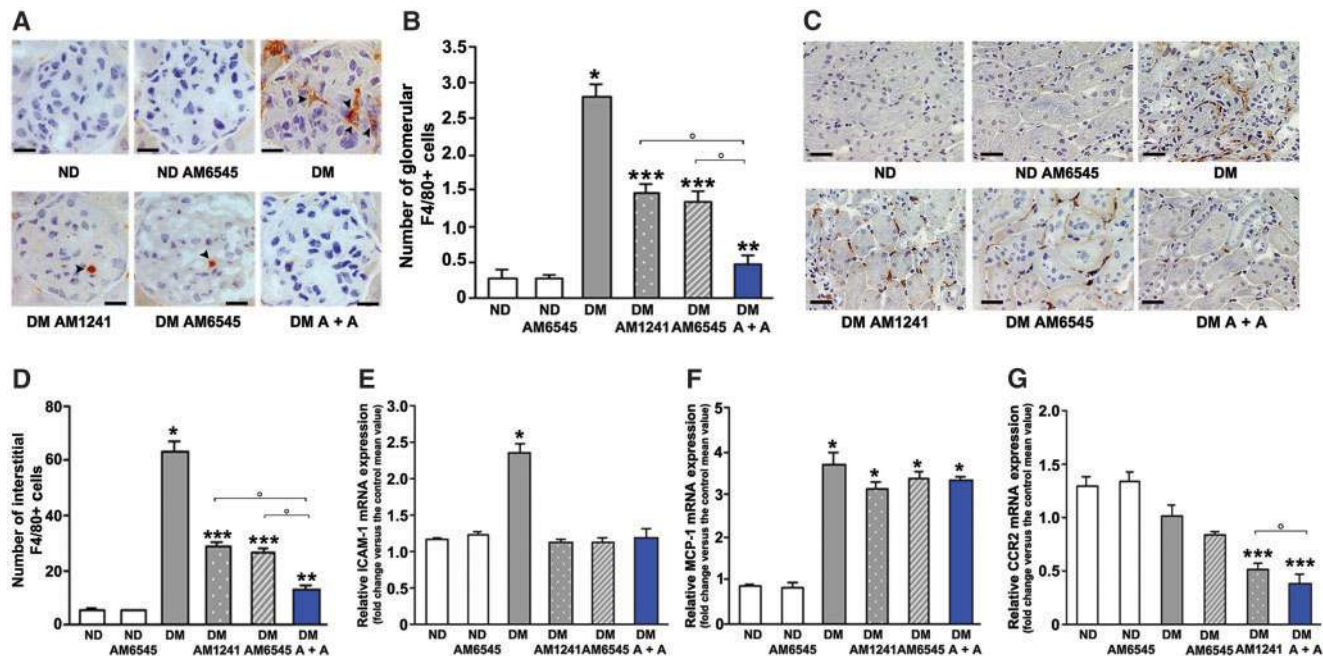 A
ND
ND AM6545
DM
DM AM1241
DM AM6545
DM A + A
B
Number of glomerular
F4/80+ cells
3.5
3.0
2.5
2.0
1.5
1.0
0.5
0
*
***
***
**
°
°
ND
ND
DM
DM
DM
DM
AM6545
AM1241
AM6545
A + A
C
ND
ND AM6545
DM
DM AM1241
DM AM6545
DM A + A
D
Number of interstitial
F4/80+ cells
80
60
40
20
0
*
***
***
**
°
°
ND
ND
DM
DM
DM
DM
AM6545
AM1241
AM6545
A + A
E
Relative ICAM-1 mRNA expression
(fold change versus the control mean value)
3.0
2.5
2.0
1.5
1.0
0.5
0
*
ND
ND
DM
DM
DM
DM
AM6545
AM1241
AM6545
A + A
F
Relative MCP-1 mRNA expression
(fold change versus the control mean value)
5
4
3
2
1
0
*
*
*
*
ND
ND
DM
DM
DM
DM
AM6545
AM1241
AM6545
A + A
G
Relative CCR2 mRNA expression
(fold change versus the control mean value)
2.0
1.5
1.0
0.5
0
***
***
°
ND
ND
DM
DM
DM
DM
AM6545
AM6545
AM1241
A + A